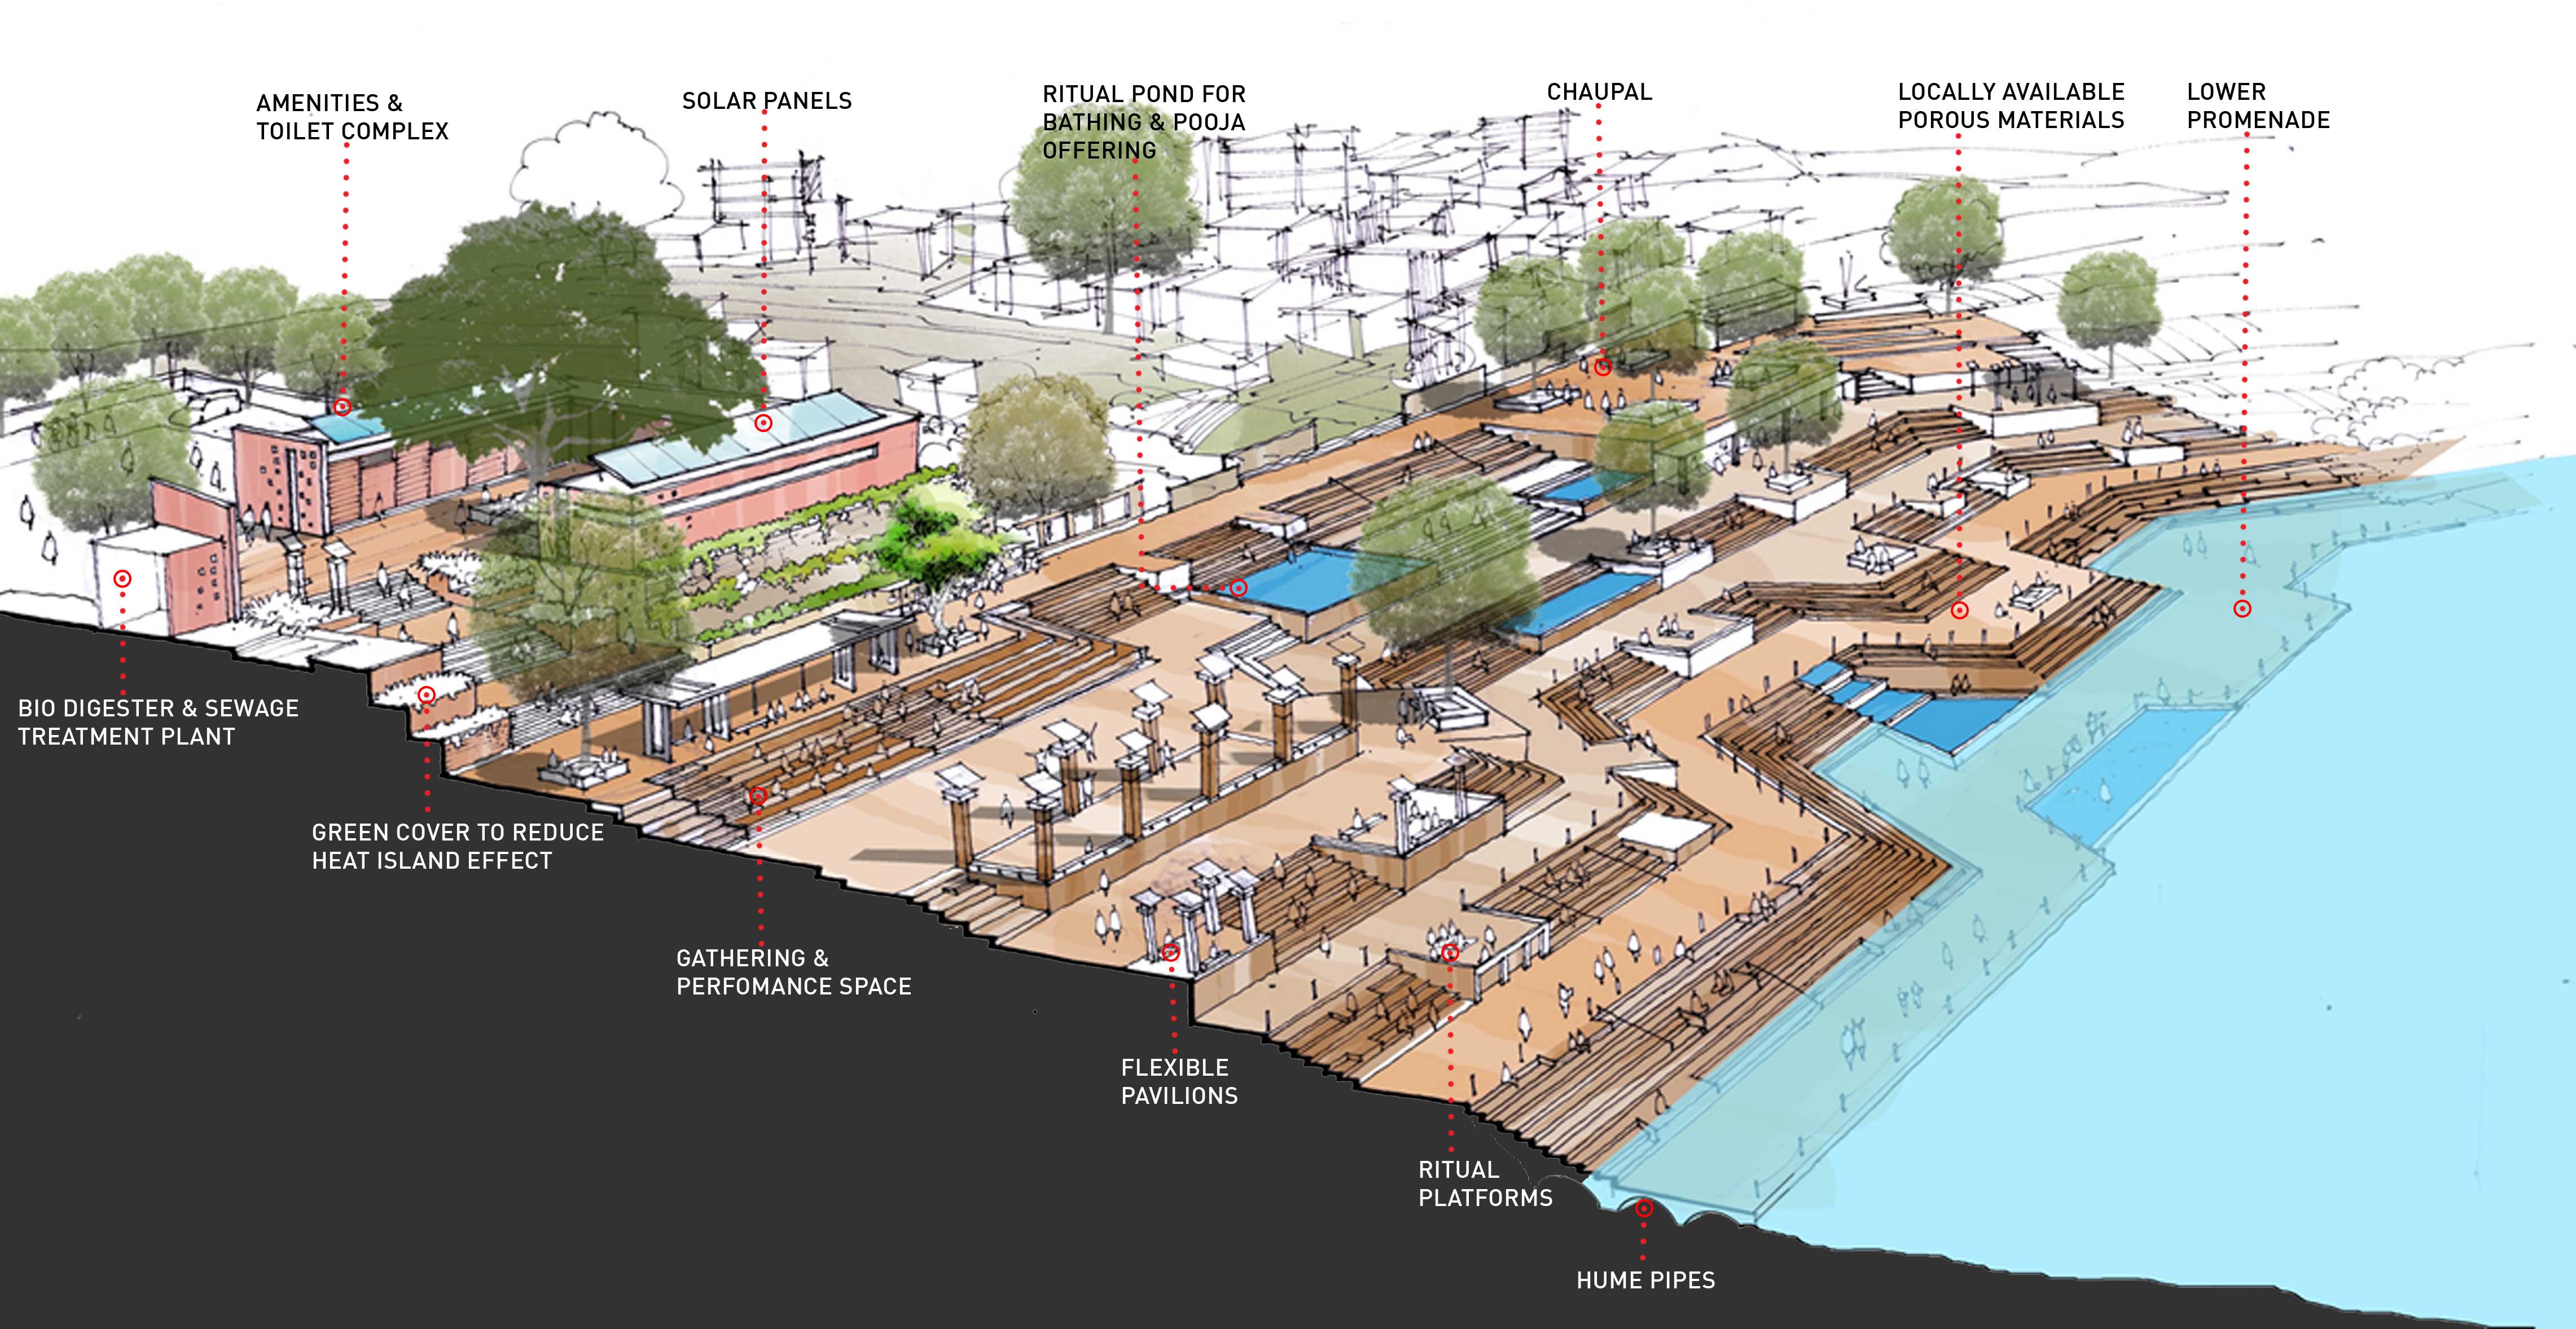 AMENITIES &
TOILET COMPLEX
SOLAR PANELS
RITUAL POND FOR
BATHING & POOJA
OFFERING
CHAUPAL
LOCALLY AVAILABLE
POROUS MATERIALS
LOWER
PROMENADE
BIO DIGESTER & SEWAGE
TREATMENT PLANT
GREEN COVER TO REDUCE
HEAT ISLAND EFFECT
GATHERING &
PERFOMANCE SPACE
FLEXIBLE
PAVILIONS
RITUAL
PLATFORMS
HUME PIPES